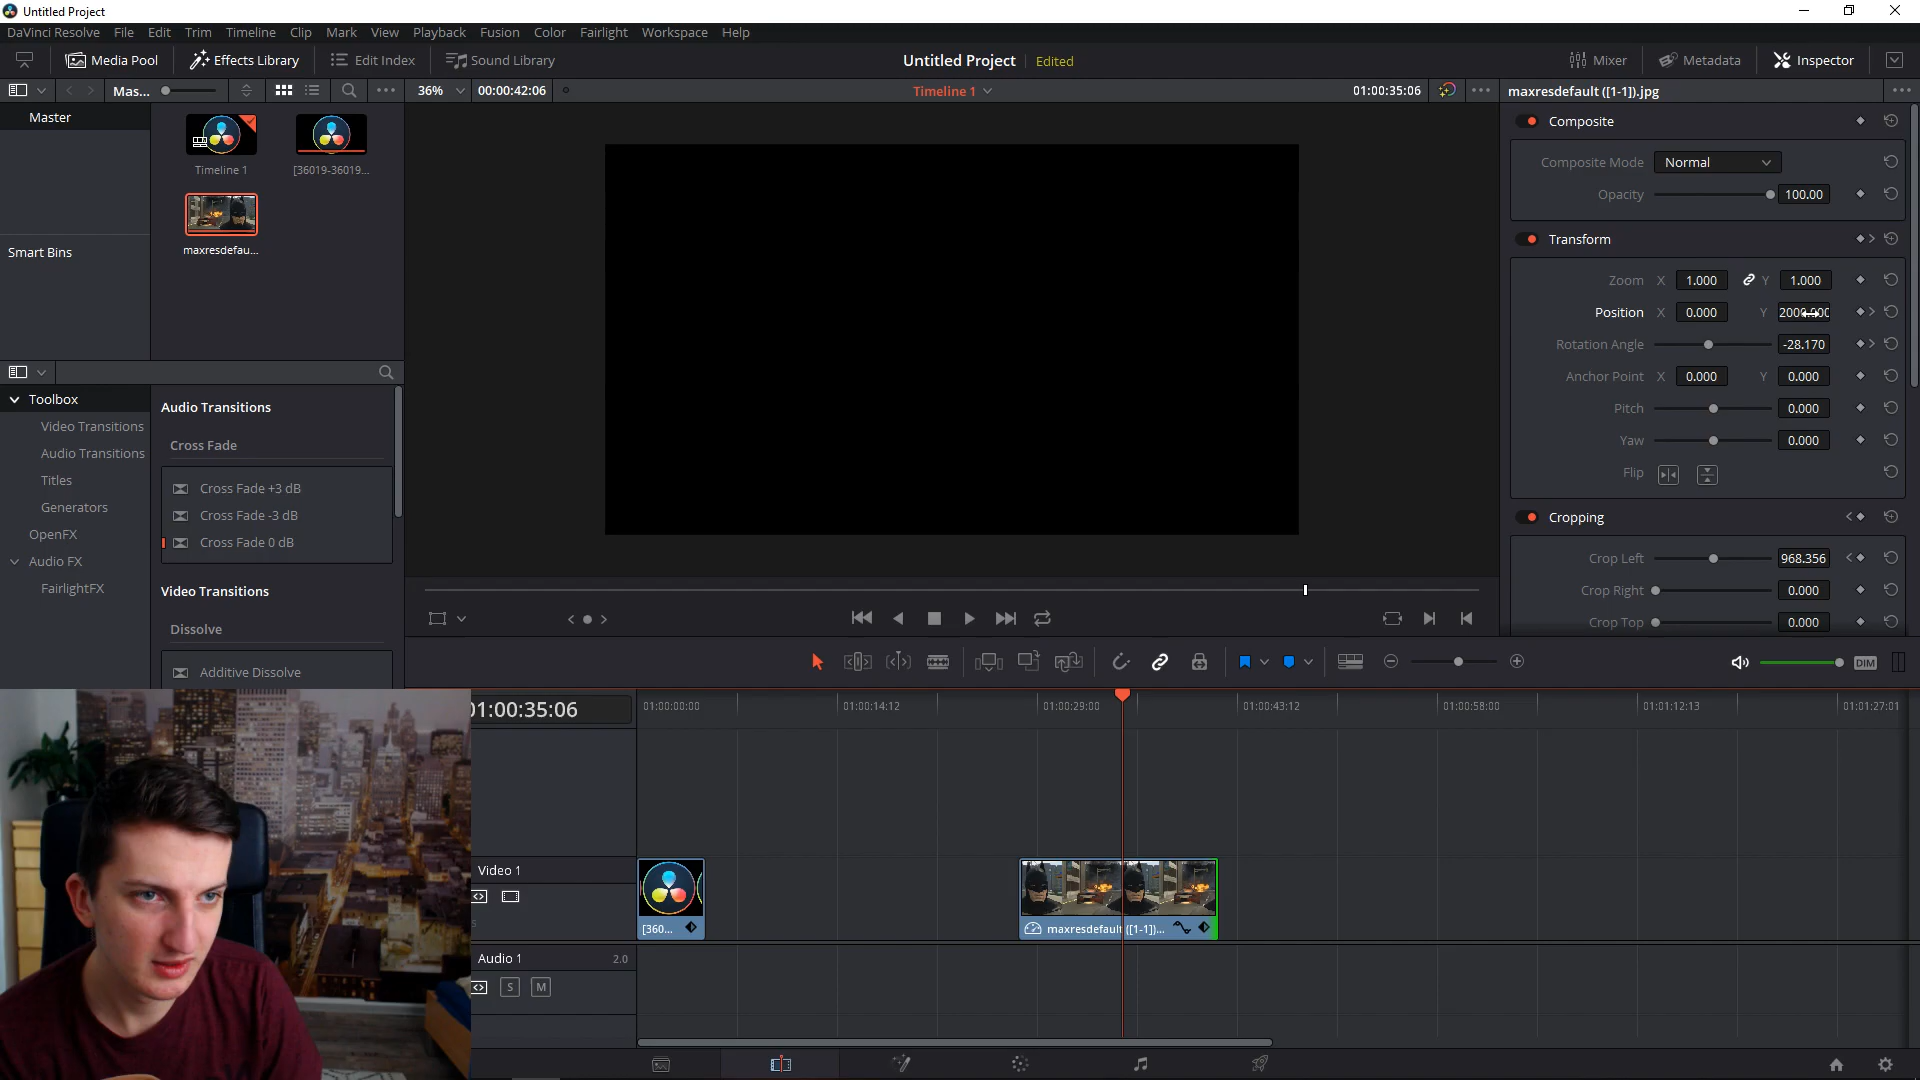 Untitled Project
DaVinci Resolve File Edit Trim Timeline Clip Mark View Playback Fusion Color Fairlight Workspace Help
Media Pool Effects Library Edit Index Sound Library Untitled Project Edited Mixer Metadata Inspector
Mas... 36% 00:00:42:06 Timeline 1 01:00:35:06 maxresdefault ([1-1]).jpg
Master
Timeline 1 [36019-36019...
maxresdefau...
Smart Bins
Toolbox
Video Transitions
Audio Transitions
Titles
Generators
OpenFX
Audio FX
FairlightFX
Audio Transitions
Cross Fade
Cross Fade +3 dB
Cross Fade -3 dB
Cross Fade 0 dB
Video Transitions
Dissolve
Additive Dissolve
Composite
Composite Mode Normal
Opacity 100.00
Transform
Zoom X 1.000 Y 1.000
Position X 0.000 Y
Rotation Angle -28.170
Anchor Point X 0.000 Y 0.000
Pitch 0.000
Yaw 0.000
Flip
Cropping
Crop Left 968.356
Crop Right 0.000
Crop Top 0.000
DIM
01:00:35:06 01:00:00:00 01:00:14:12 01:00:29:00 01:00:43:12 01:00:58:00 01:01:12:13 01:01:27:01
Video 1
[360... maxresdefault ([1-1])...
Audio 1 2.0
S M